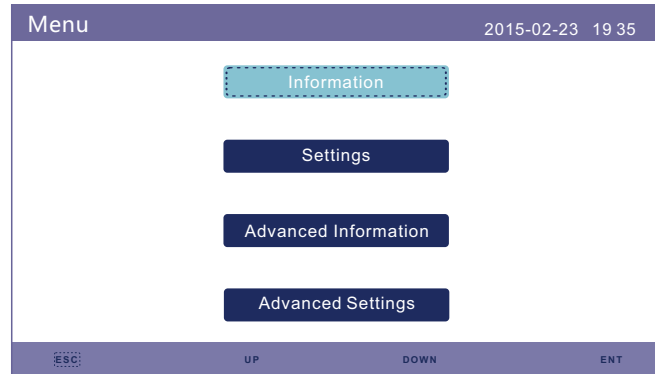 Menu 2015-02-23 19 35
Information
Settings
Advanced Information
Advanced Settings
ESC UP DOWN ENT